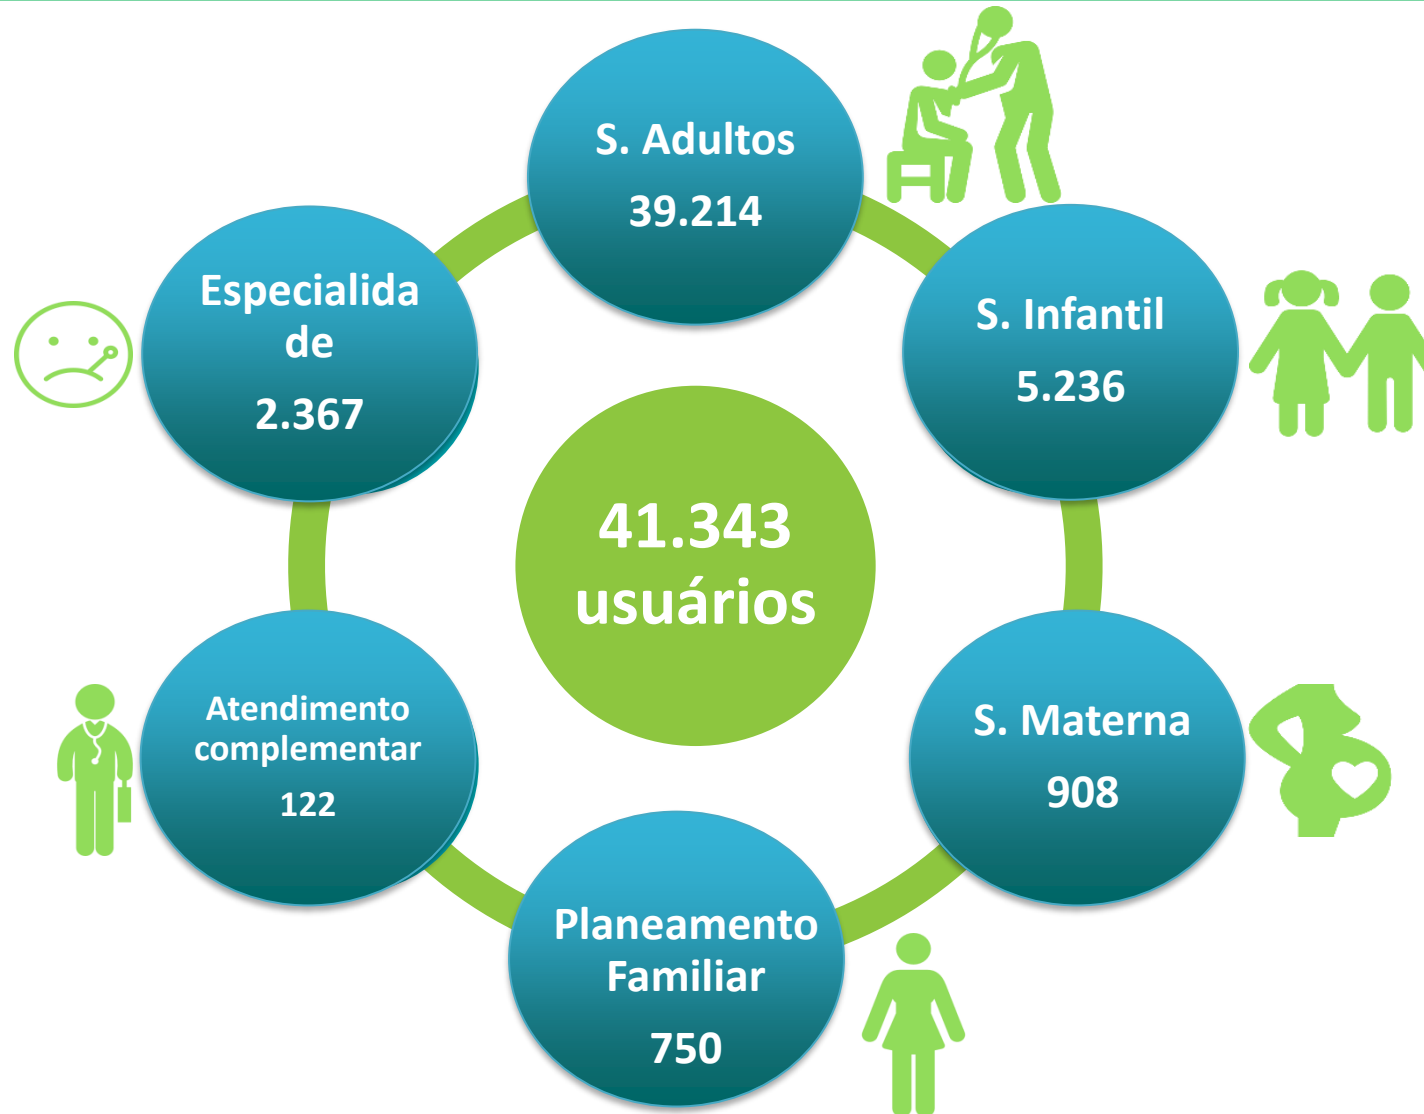 S. Adultos
39.214
S. Infantil
5.236
S. Materna
908
Planeamento
Familiar
750
Atendimento
complementar
122
Especialida
de
2.367
41.343
usuários